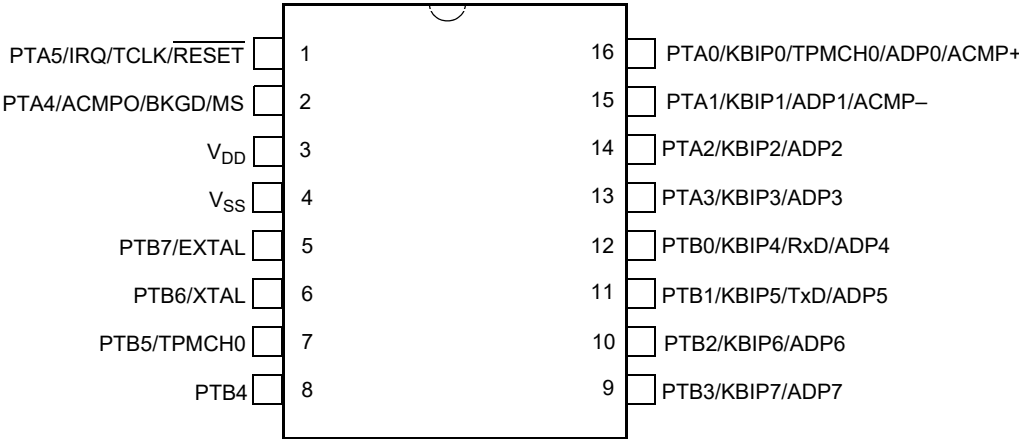 PTA5/IRQ/TCLK/RESET 1 16 PTA0/KBIP0/TPMCH0/ADP0/ACMP+
PTA4/ACMPO/BKGD/MS 2 15 PTA1/KBIP1/ADP1/ACMP–
VDD 3 14 PTA2/KBIP2/ADP2
VSS 4 13 PTA3/KBIP3/ADP3
PTB7/EXTAL 5 12 PTB0/KBIP4/RxD/ADP4
PTB6/XTAL 6 11 PTB1/KBIP5/TxD/ADP5
PTB5/TPMCH0 7 10 PTB2/KBIP6/ADP6
PTB4 8 9 PTB3/KBIP7/ADP7